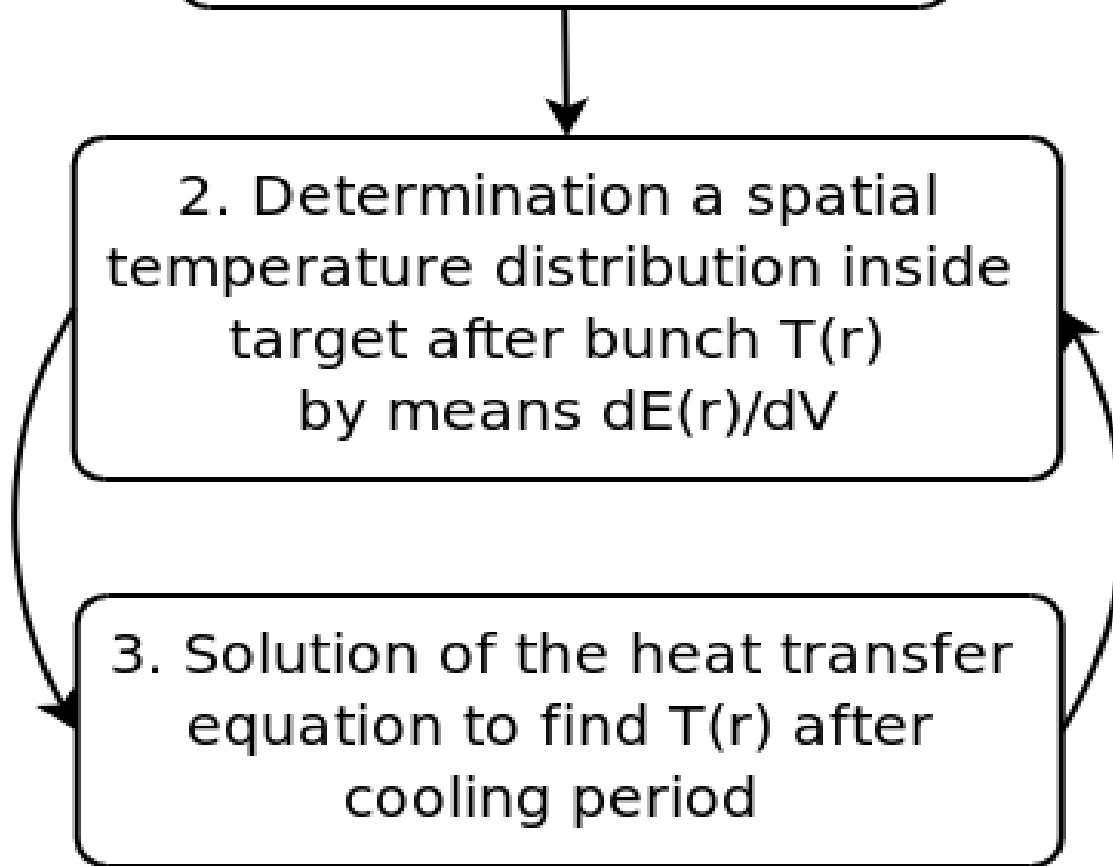 2. Determination a spatial
temperature distribution inside
target after bunch T(r)
by means dE(r)/dV
3. Solution of the heat transfer
equation to find T(r) after
cooling period